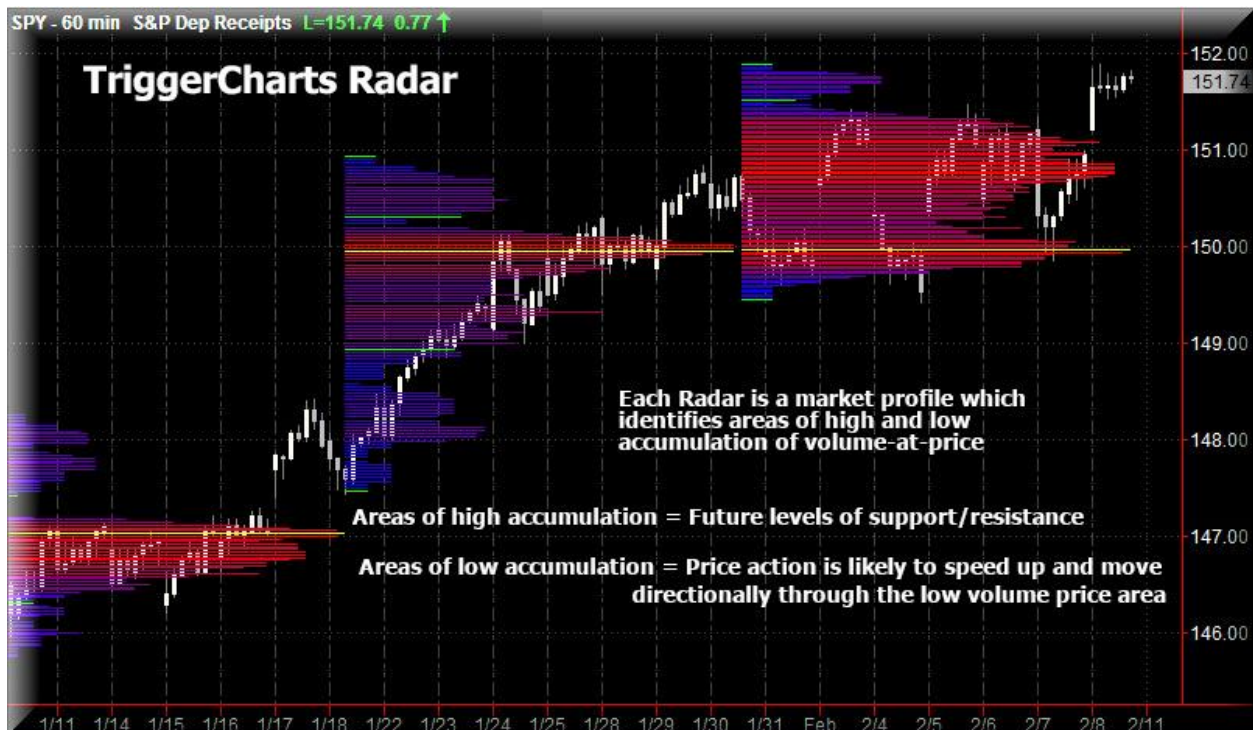 SPY - 60 min S&P Dep Receipts L=151.74 0.77
TriggerCharts Radar
152.00
151.74
151.00
150.00
149.00
Each Radar is a market profile which
identifies areas of high and low
accumulation of volume-at-price
148.00
Areas of high accumulation = Future levels of support/resistance
147.00
Areas of low accumulation = Price action is likely to speed up and move
directionally through the low volume price area
146.00
1/11 1/14 1/15 1/16 1/17 1/18 1/22 1/23 1/24 1/25 1/28 1/29 1/30 1/31 Feb 2/4 2/5 2/6 2/7 2/8 2/11